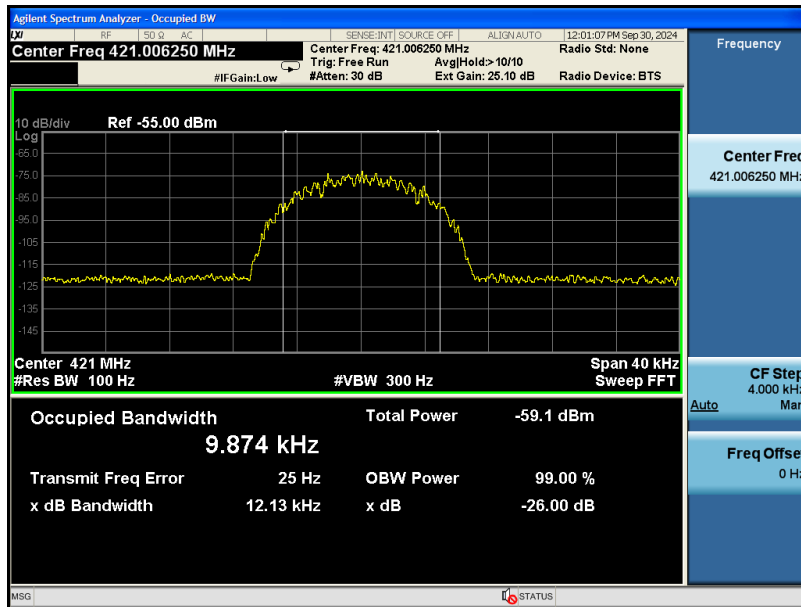 Agilent Spectrum Analyzer - Occupied BW
LXI RF 50 Ω AC SENSE:INT SOURCE OFF ALIGN AUTO 12:01:07 PM Sep 30, 2024
Center Freq 421.006250 MHz
Center Freq: 421.006250 MHz Radio Std: None
Trig: Free Run Avg|Hold:> 10/10
#IFGain:Low #Atten: 30 dB Ext Gain: 25.10 dB Radio Device: BTS
10 dB/div Ref -55.00 dBm
Log
-65.0
-75.0
-85.0
-95.0
-105
-115
-125
-135
-145
Center 421 MHz Span 40 kHz
#Res BW 100 Hz #VBW 300 Hz Sweep FFT
Occupied Bandwidth Total Power -59.1 dBm
9.874 kHz
Transmit Freq Error 25 Hz OBW Power 99.00 %
x dB Bandwidth 12.13 kHz x dB -26.00 dB
Frequency
Center Freq
421.006250 MHz
CF Step
4.000 kHz
Auto Man
Freq Offset
0 Hz
MSG STATUS